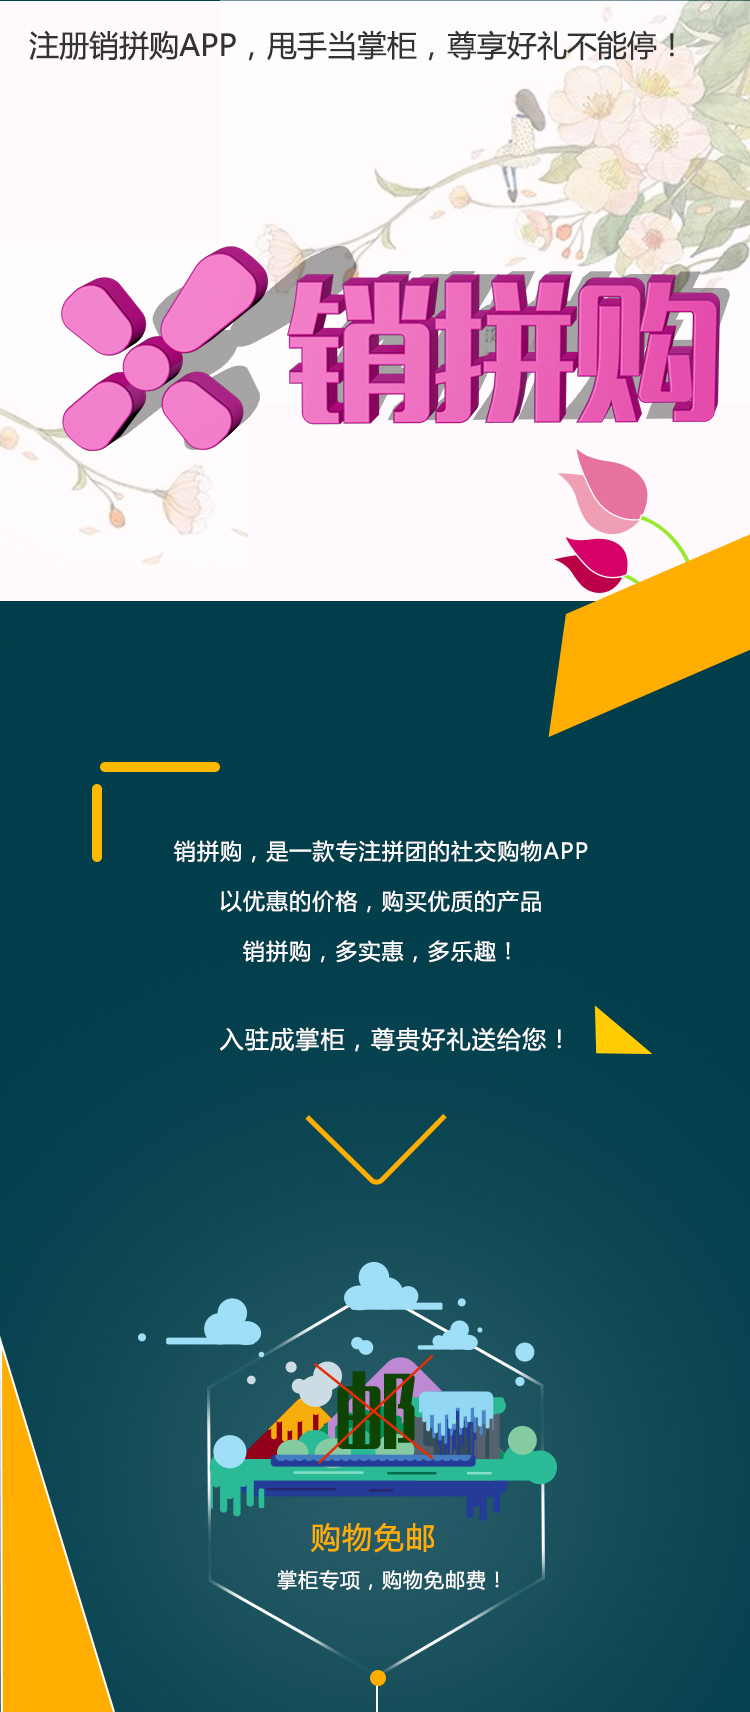 注册销拼购APP，甩手当掌柜，尊享好礼不能停！
销拼购
销拼购，是一款专注拼团的社交购物APP
以优惠的价格，购买优质的产品
销拼购，多实惠，多乐趣！
入驻成掌柜，尊贵好礼送给您！
邮
购物免邮
掌柜专项，购物免邮费！